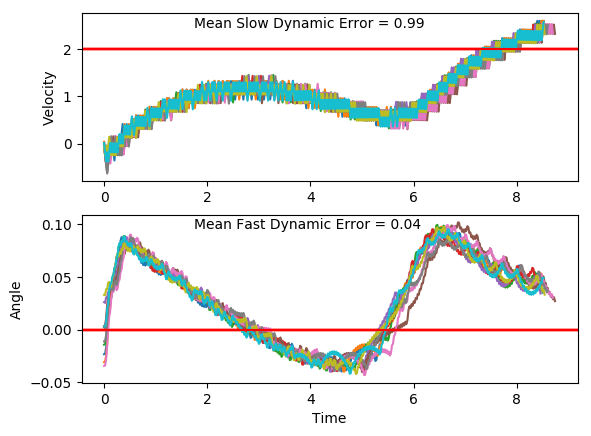 Mean Slow Dynamic Error = 0.99
Velocity
2
1
0
0 2 4 6 8
Mean Fast Dynamic Error = 0.04
Angle
0.10
0.05
0.00
−0.05
0 2 4 6 8
Time